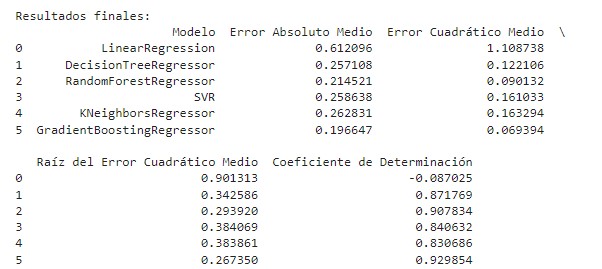 Resultados finales:
Modelo Error Absoluto Medio Error Cuadrático Medio \
0 LinearRegression 0.612096 1.108738
1 DecisionTreeRegressor 0.257108 0.122106
2 RandomForestRegressor 0.214521 0.090132
3 SVR 0.258638 0.161033
4 KNeighborsRegressor 0.262831 0.163294
5 GradientBoostingRegressor 0.196647 0.069394
Raíz del Error Cuadrático Medio Coeficiente de Determinación
0 0.901313 -0.087025
1 0.342586 0.871769
2 0.293920 0.907834
3 0.384069 0.840632
4 0.383861 0.830686
5 0.267350 0.929854